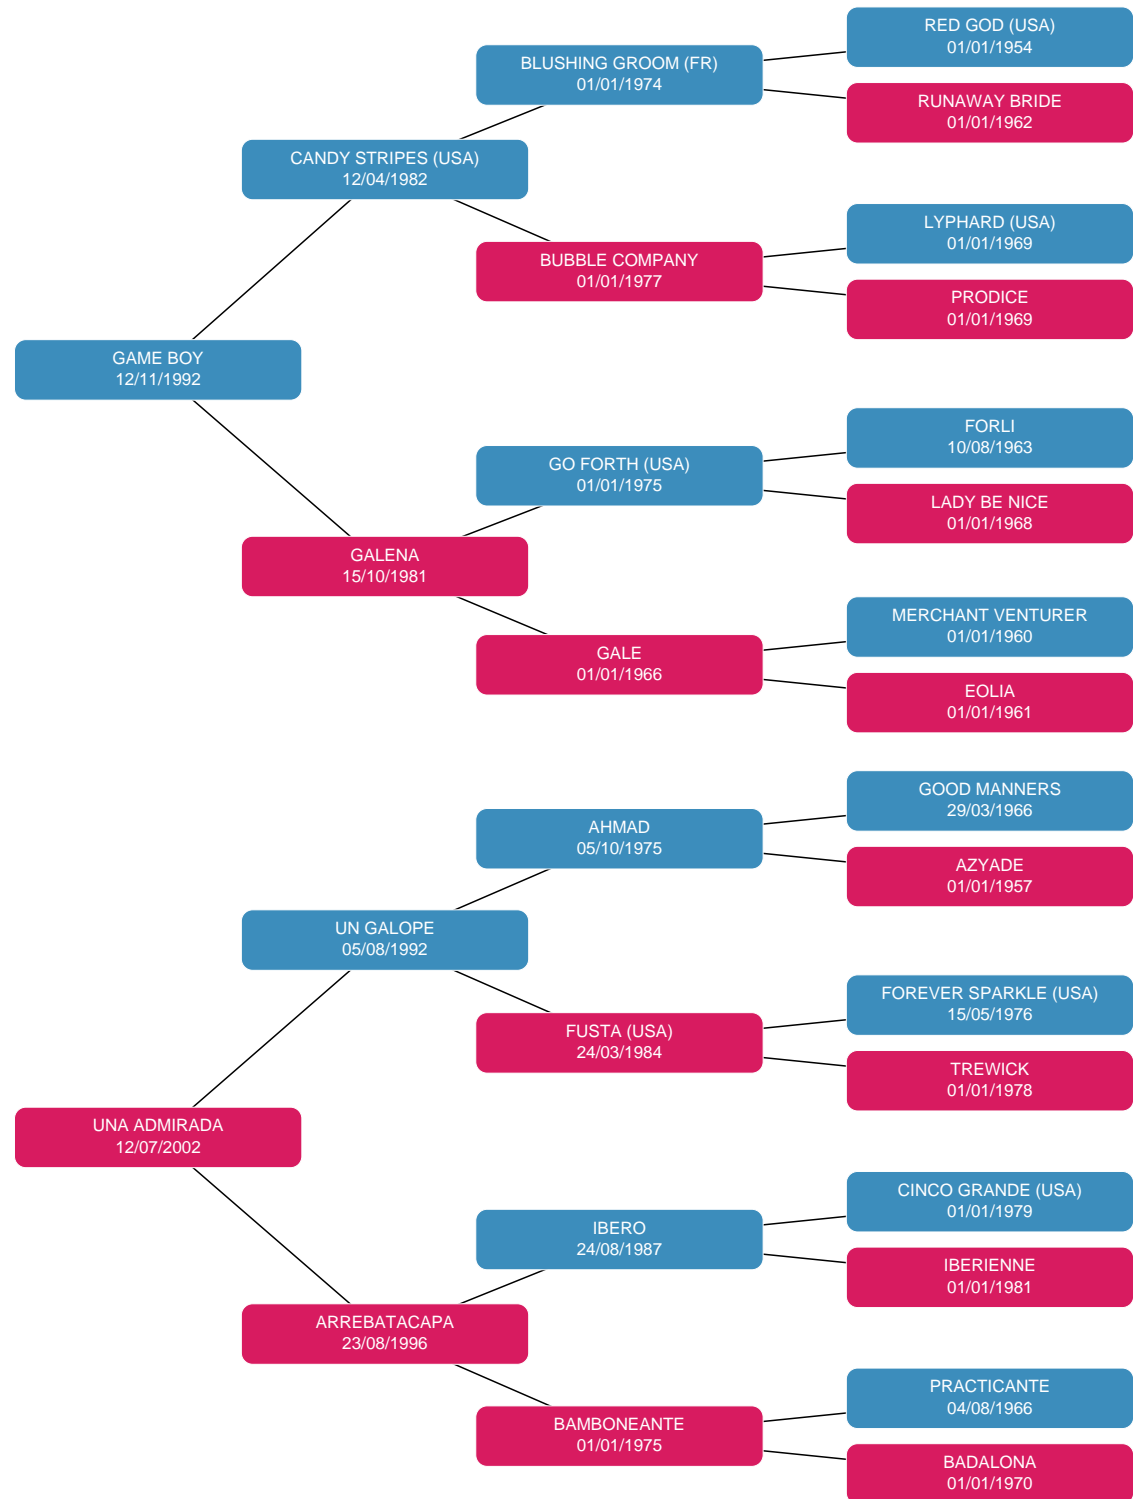 RED GOD (USA)
01/01/1954
BLUSHING GROOM (FR)
01/01/1974
RUNAWAY BRIDE
01/01/1962
CANDY STRIPES (USA)
12/04/1982
LYPHARD (USA)
01/01/1969
BUBBLE COMPANY
01/01/1977
PRODICE
01/01/1969
GAME BOY
12/11/1992
FORLI
10/08/1963
GO FORTH (USA)
01/01/1975
LADY BE NICE
01/01/1968
GALENA
15/10/1981
MERCHANT VENTURER
01/01/1960
GALE
01/01/1966
EOLIA
01/01/1961
GOOD MANNERS
29/03/1966
AHMAD
05/10/1975
AZYADE
01/01/1957
UN GALOPE
05/08/1992
FOREVER SPARKLE (USA)
15/05/1976
FUSTA (USA)
24/03/1984
TREWICK
01/01/1978
UNA ADMIRADA
12/07/2002
CINCO GRANDE (USA)
01/01/1979
IBERO
24/08/1987
IBERIENNE
01/01/1981
ARREBATACAPA
23/08/1996
PRACTICANTE
04/08/1966
BAMBONEANTE
01/01/1975
BADALONA
01/01/1970